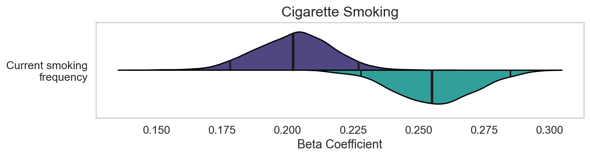 Cigarette Smoking
Current smoking
frequency
0.150 0.175 0.200 0.225 0.250 0.275 0.300
Beta Coefficient